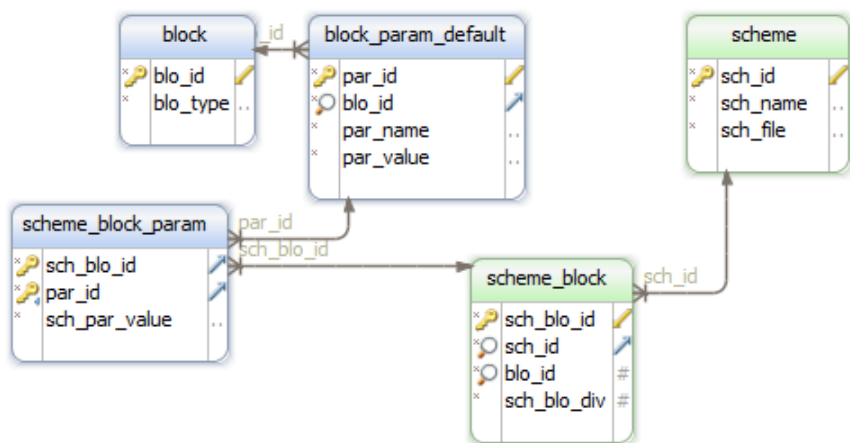 block
blo_id
blo_type
_id
block_param_default
par_id
blo_id
par_name
par_value
scheme
sch_id
sch_name
sch_file
scheme_block_param
sch_blo_id
par_id
sch_par_value
par_id
sch_blo_id
scheme_block
sch_blo_id
sch_id
blo_id #
sch_blo_div #
sch_id